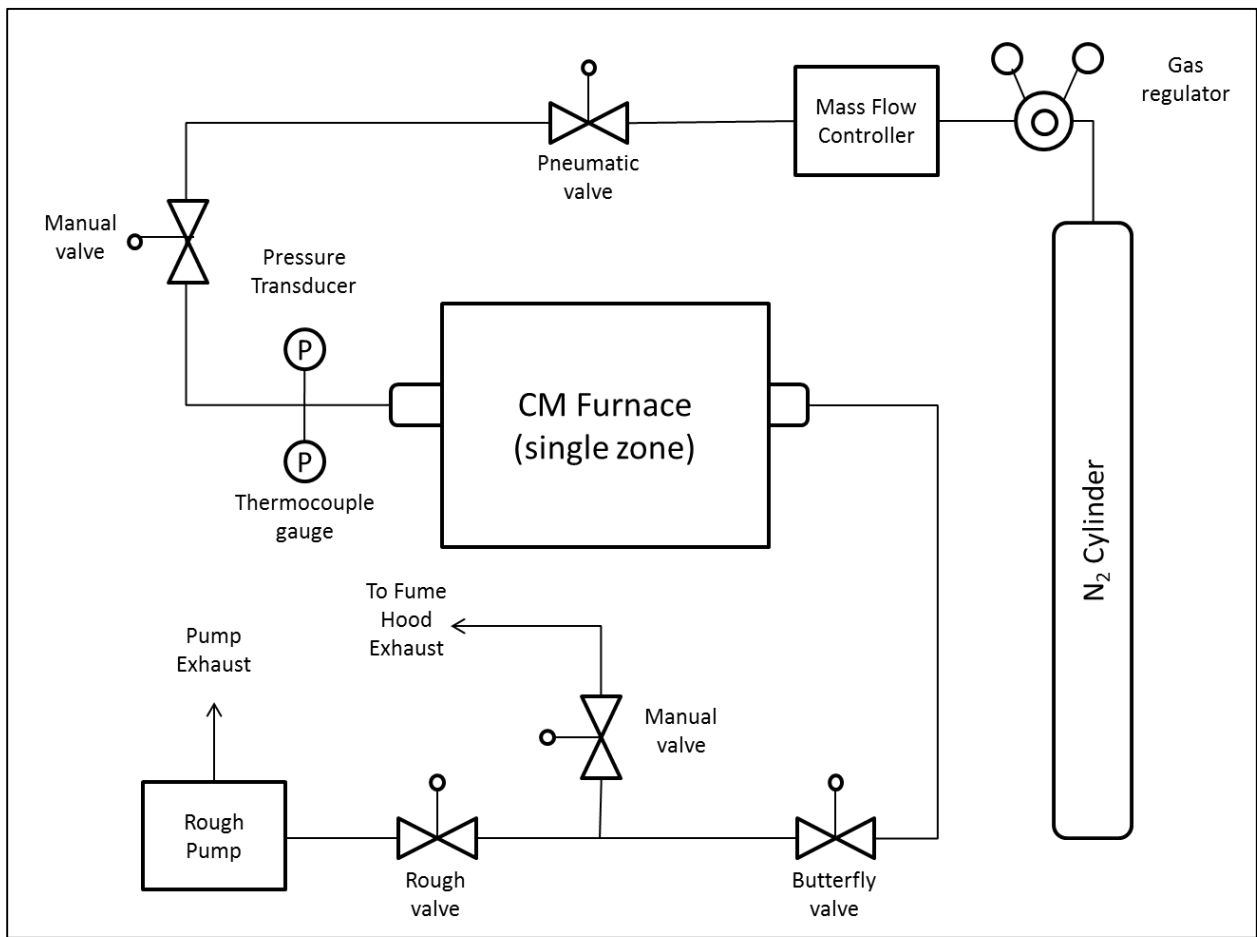 Gas
regulator
Mass Flow
Controller
Pneumatic
valve
Manual
valve
Pressure
Transducer
P
P
Thermocouple
gauge
CM Furnace
(single zone)
N₂ Cylinder
To Fume
Hood
Exhaust
Pump
Exhaust
Manual
valve
Rough
Pump
Rough
valve
Butterfly
valve